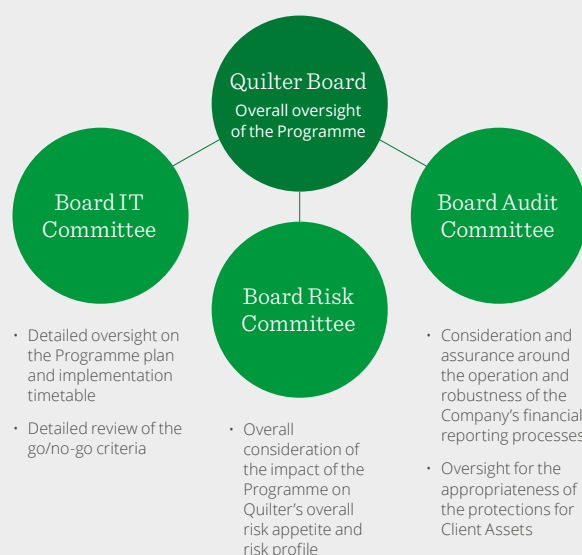 Quilter Board
Overall oversight
of the Programme
Board IT
Committee
Board Risk
Committee
Board Audit
Committee
· Detailed oversight on
the Programme plan
and implementation
timetable
· Detailed review of the
go/no-go criteria
· Overall
consideration of
the impact of the
Programme on
Quilter’s overall
risk appetite and
risk profile
· Consideration and
assurance around
the operation and
robustness of the
Company’s financial
reporting processes
· Oversight for the
appropriateness of
the protections for
Client Assets